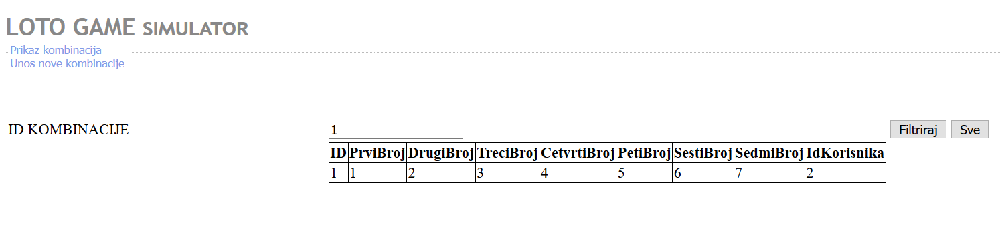 LOTO GAME SIMULATOR
Prikaz kombinacija
Unos nove kombinacije
ID KOMBINACIJE 1 Filtriraj Sve
ID PrviBroj DrugiBroj TreciBroj CetvrtiBroj PetiBroj SestiBroj SedmiBroj IdKorisnika
1 1 2 3 4 5 6 7 2